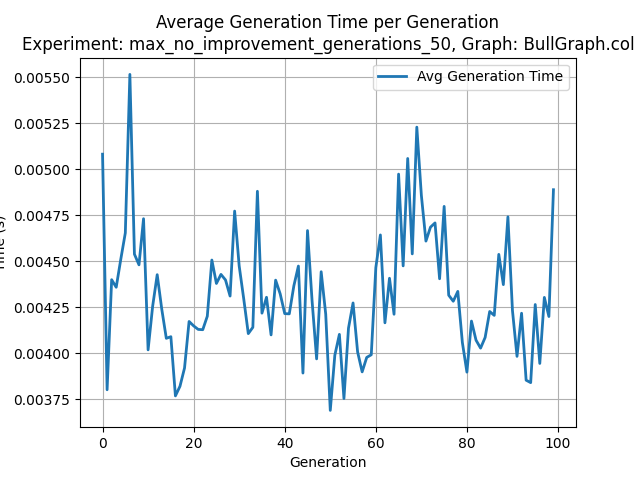 Average Generation Time per Generation
Experiment: max_no_improvement_generations_50, Graph: BullGraph.col
Avg Generation Time
0.00550
0.00525
0.00500
0.00475
0.00450
0.00425
0.00400
0.00375
Time (s)
0 20 40 60 80 100
Generation